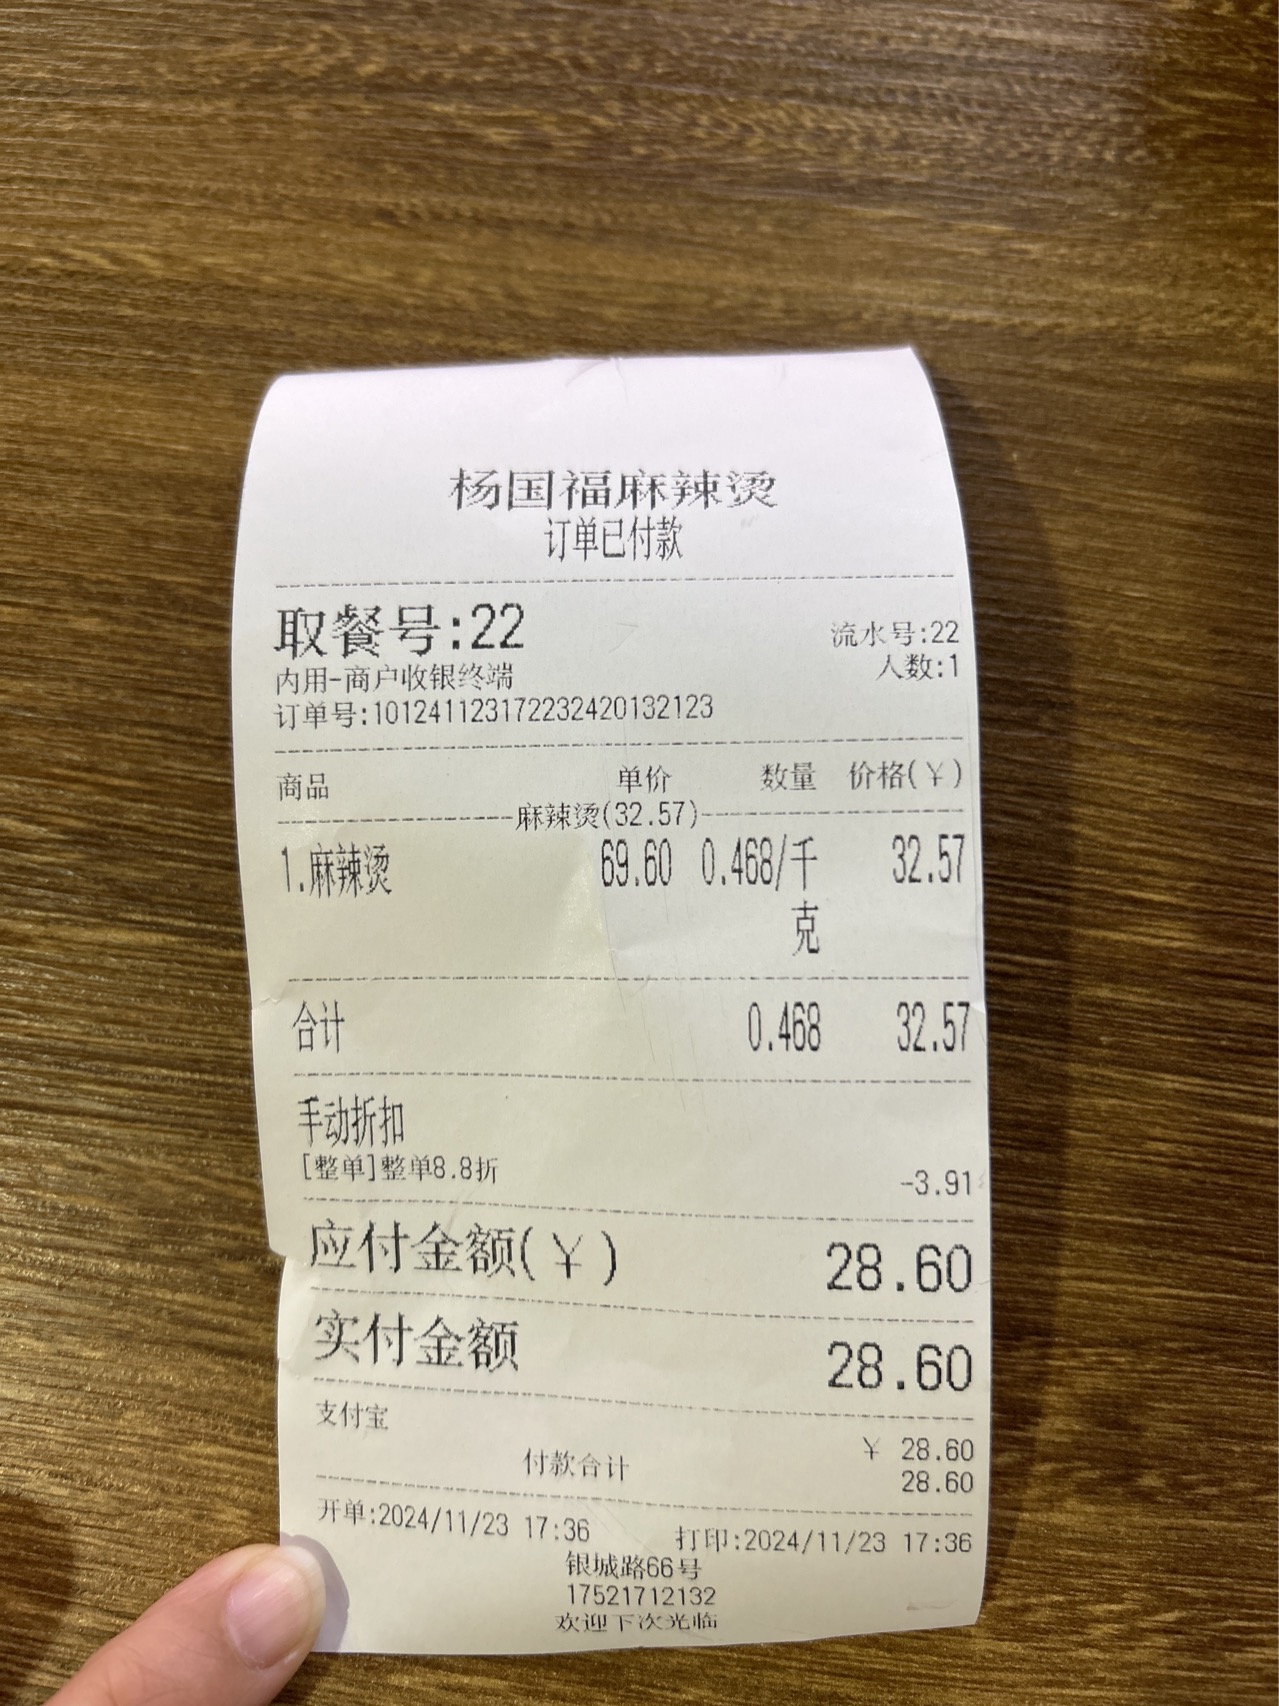 杨国福麻辣烫
订单已付款
取餐号:22 流水号:22
内用-商户收银终端 人数:1
订单号:1012411231722324201321​23
商品 单价 数量 价格(￥)
麻辣烫(32.57)
1.麻辣烫 69.60 0.468/千克 32.57
合计 0.468 32.57
手动折扣
[整单]整单8.8折 -3.91
应付金额(￥) 28.60
实付金额 28.60
支付宝 ￥ 28.60
付款合计 28.60
开单:2024/11/23 17:36 打印:2024/11/23 17:36
银城路66号
17521712132
欢迎下次光临